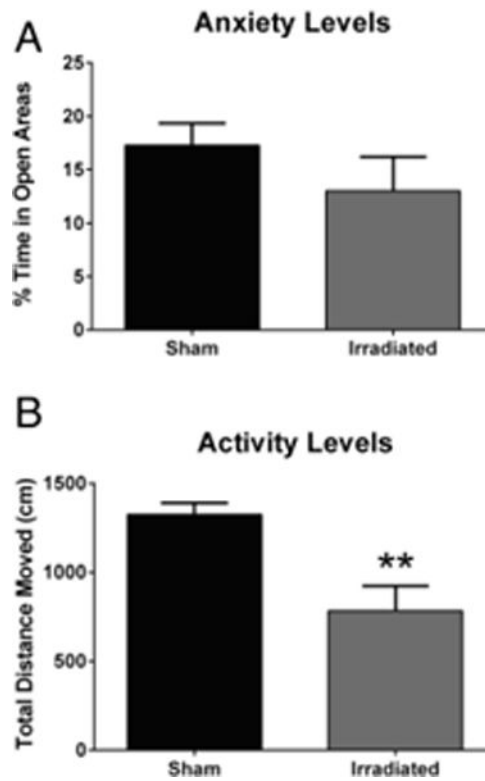 A
Anxiety Levels
% Time in Open Areas
25
20
15
10
5
0
Sham Irradiated
B
Activity Levels
Total Distance Moved (cm)
1500
1000
500
0
**
Sham Irradiated